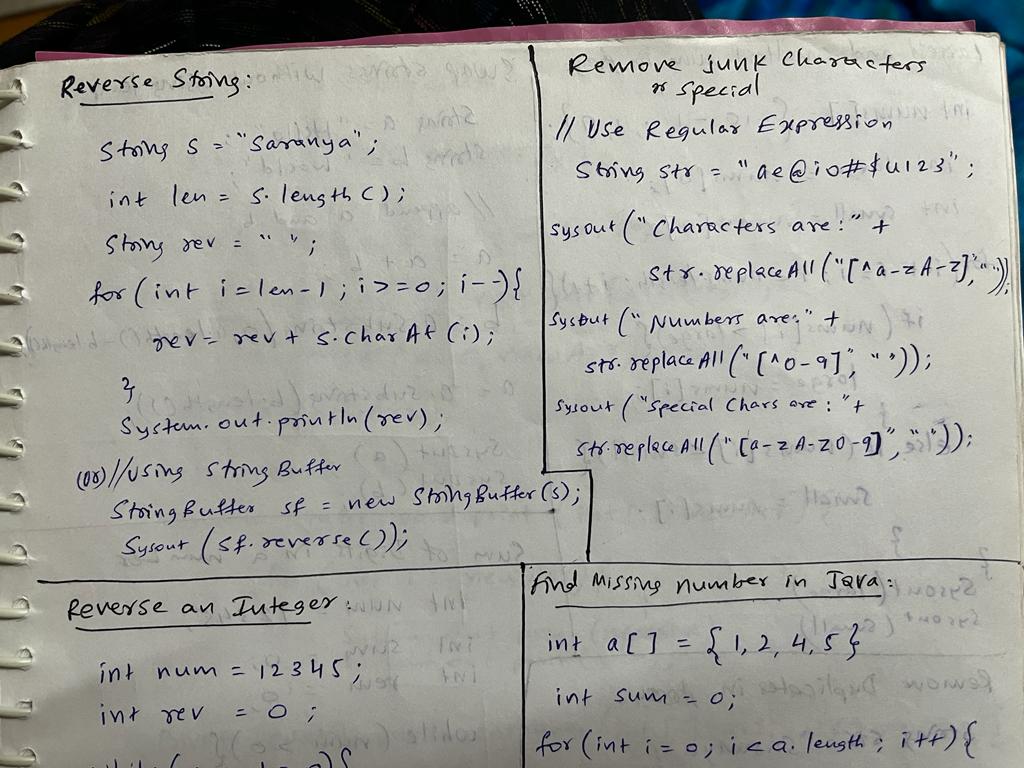 Reverse String:
String s = "Saranya";
int len = s.length();
String rev = " ";
for (int i=len-1; i>=0; i--){
rev = rev + s.charAt(i);
}
System.out.println(rev);
(or)//Using StringBuffer
StringBuffer sf = new StringBuffer(s);
Sysout (sf.reverse());
Remove junk characters
or special
// Use Regular Expression
String str = "ae@io#$u123";
sysout ("Characters are:" +
str.replaceAll("[^a-zA-Z]",""));
sysout ("Numbers are:" +
str.replaceAll("[^0-9]", ""));
sysout ("special Chars are:" +
str.replaceAll("[a-zA-Z0-9]",""));
Reverse an Integer:
int num = 12345;
int rev = 0;
Find Missing number in Java:
int a[] = {1,2,4,5}
int sum = 0;
for (int i = 0; i<a.length; i++){